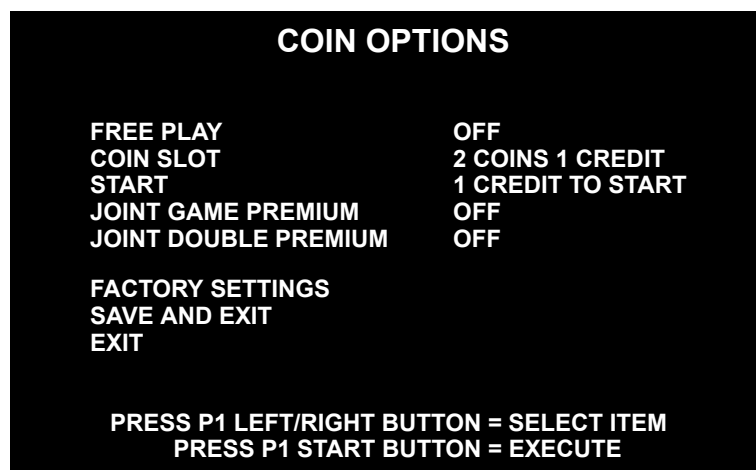 COIN OPTIONS
FREE PLAY OFF
COIN SLOT 2 COINS 1 CREDIT
START 1 CREDIT TO START
JOINT GAME PREMIUM OFF
JOINT DOUBLE PREMIUM OFF
FACTORY SETTINGS
SAVE AND EXIT
EXIT
PRESS P1 LEFT/RIGHT BUTTON = SELECT ITEM
PRESS P1 START BUTTON = EXECUTE